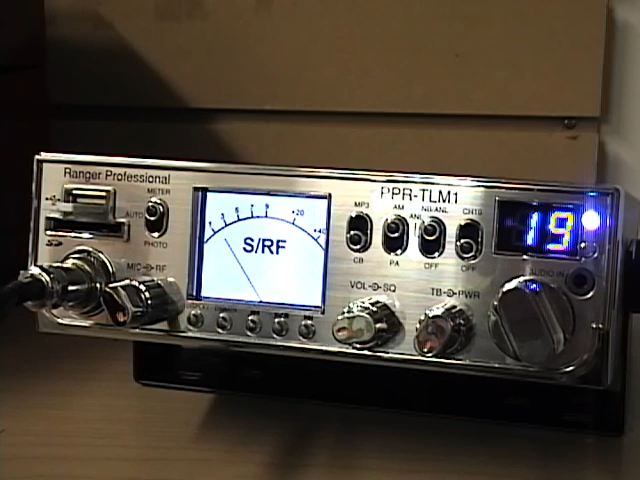 Ranger Professional
PPR-TLM1
METER
AUTO
PHOTO
SD
MIC RF
+20
+40
S/RF
MP3
CB
AM
PA
NB/ANL
ANL
OFF
CH19
OFF
19
AUDIO IN
VOL SQ
TB PWR